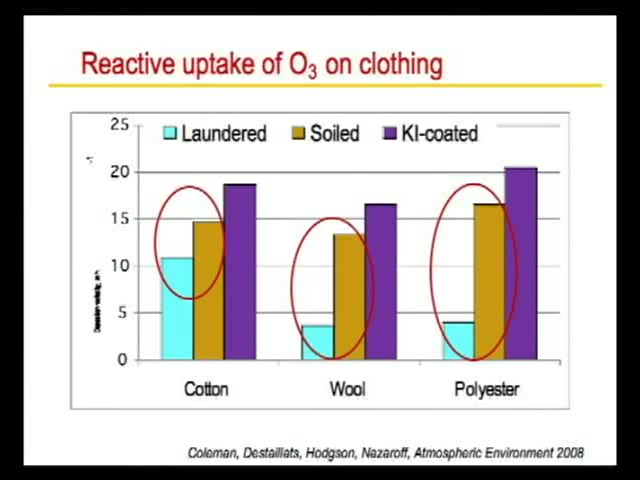 Reactive uptake of O₃ on clothing
Laundered Soiled KI-coated
25
20
15
10
5
0
Cotton Wool Polyester
Coleman, Destaillats, Hodgson, Nazaroff, Atmospheric Environment 2008